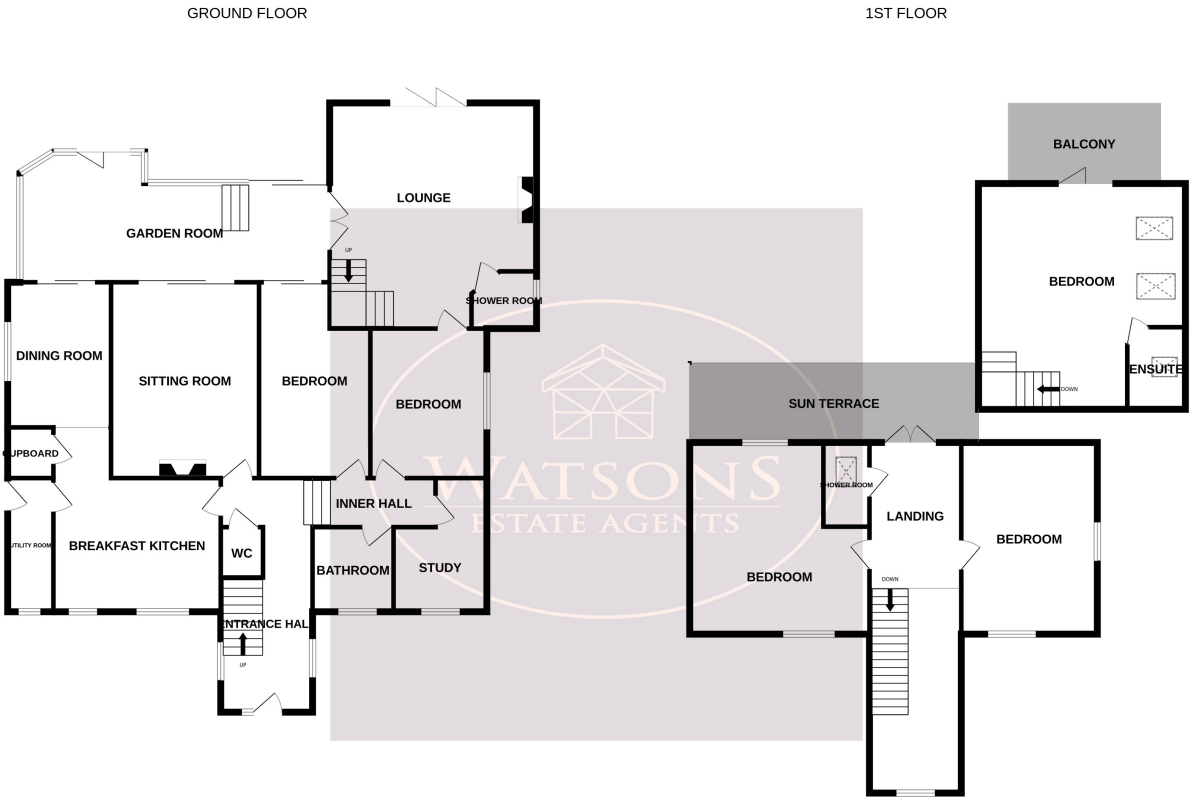 GROUND FLOOR
1ST FLOOR
BALCONY
LOUNGE
GARDEN ROOM
UP
BEDROOM
SHOWER ROOM
DINING ROOM
SITTING ROOM
BEDROOM
BEDROOM
ENSUITE
DOWN
SUN TERRACE
CUPBOARD
WATSONS
ESTATE AGENTS
SHOWER ROOM
INNER HALL
LANDING
UTILITY ROOM
BREAKFAST KITCHEN
WC
BATHROOM
STUDY
BEDROOM
BEDROOM
DOWN
ENTRANCE HALL
UP